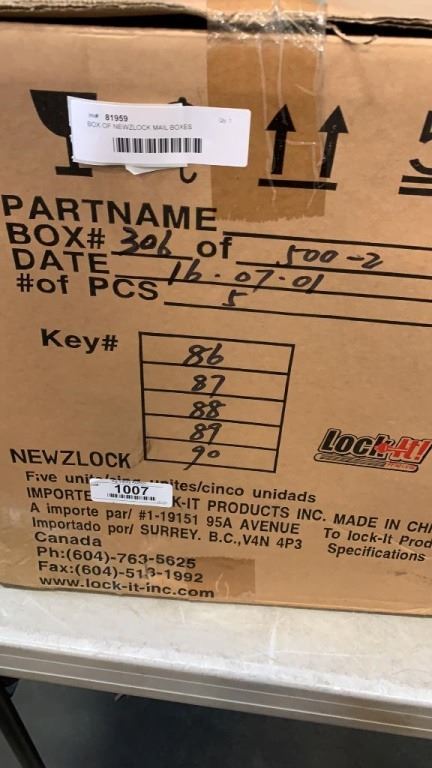 81959
BOX OF NEWZLOCK MAIL BOXES
PARTNAME
BOX# 306 of 500-2
DATE 16.07.01
#of PCS 5
Key#
86
87
88
89
90
Lock-It!
NEWZLOCK
Five unit /cinco unidads
1007
IMPORTE K-IT PRODUCTS INC. MADE IN CHI
A importe par/ #1-19151 95A AVENUE To lock-It Prod
Importado por/ SURREY. B.C.,V4N 4P3 Specifications
Canada
Ph:(604)-763-5625
Fax:(604)-513-1992
www.lock-it-inc.com